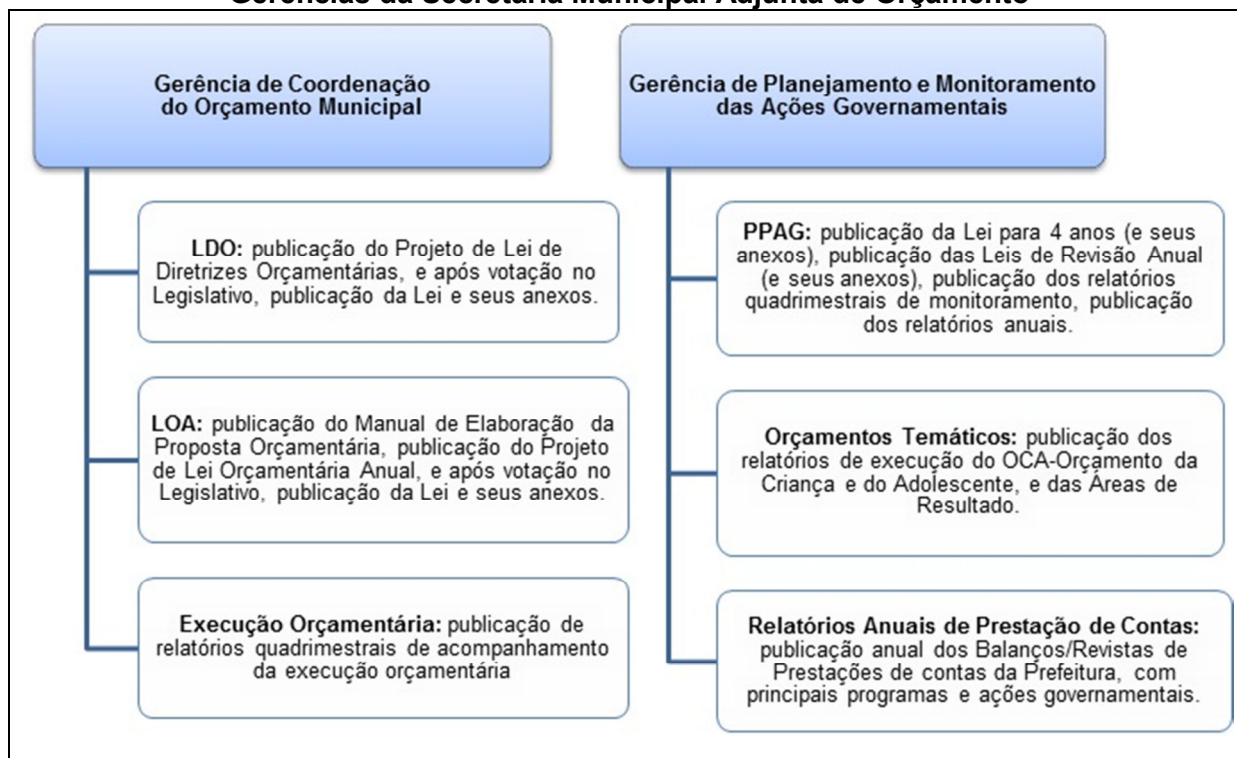 Gerências da Secretaria Municipal Adjunta de Orçamento
Gerência de Coordenação
do Orçamento Municipal
LDO: publicação do Projeto de Lei de
Diretrizes Orçamentárias, e após votação no
Legislativo, publicação da Lei e seus anexos.
LOA: publicação do Manual de Elaboração da
Proposta Orçamentária, publicação do Projeto
de Lei Orçamentária Anual, e após votação no
Legislativo, publicação da Lei e seus anexos.
Execução Orçamentária: publicação de
relatórios quadrimestrais de acompanhamento
da execução orçamentária
Gerência de Planejamento e Monitoramento
das Ações Governamentais
PPAG: publicação da Lei para 4 anos (e seus
anexos), publicação das Leis de Revisão Anual
(e seus anexos), publicação dos relatórios
quadrimestrais de monitoramento, publicação
dos relatórios anuais.
Orçamentos Temáticos: publicação dos
relatórios de execução do OCA-Orçamento da
Criança e do Adolescente, e das Áreas de
Resultado.
Relatórios Anuais de Prestação de Contas:
publicação anual dos Balanços/Revistas de
Prestações de contas da Prefeitura, com
principais programas e ações governamentais.